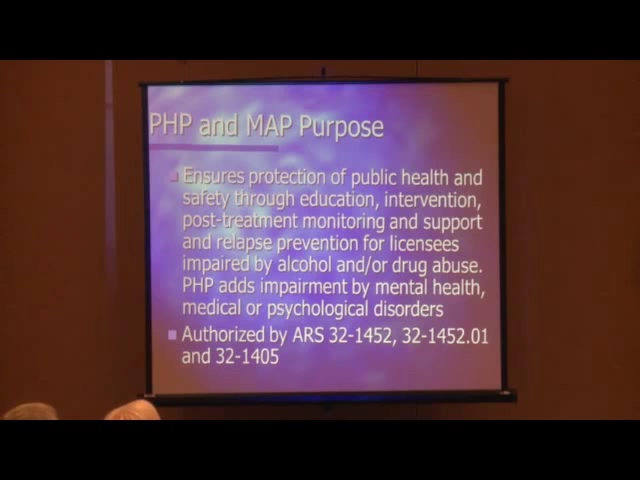 PHP and MAP Purpose
Ensures protection of public health and
safety through education, intervention,
post-treatment monitoring and support
and relapse prevention for licensees
impaired by alcohol and/or drug abuse.
PHP adds impairment by mental health,
medical or psychological disorders
Authorized by ARS 32-1452, 32-1452.01
and 32-1405